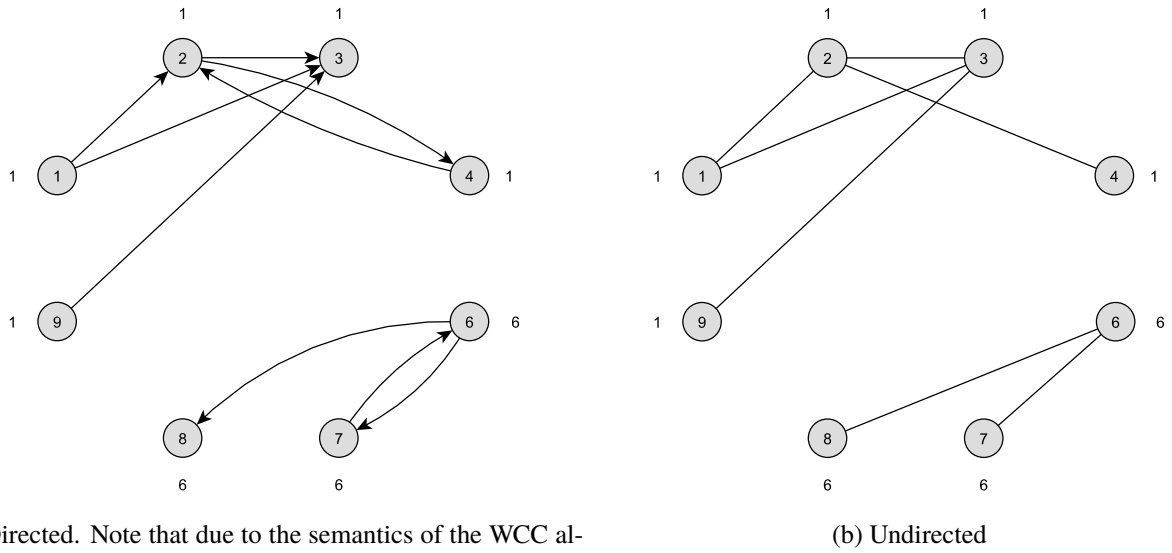 1 1 1 1
2 3 2 3
1 1 4 1 1 1 4 1
1 9 6 6 1 9 6 6
8 7 8 7
6 6 6 6
irected. Note that due to the semantics of the WCC al-
(b) Undirected